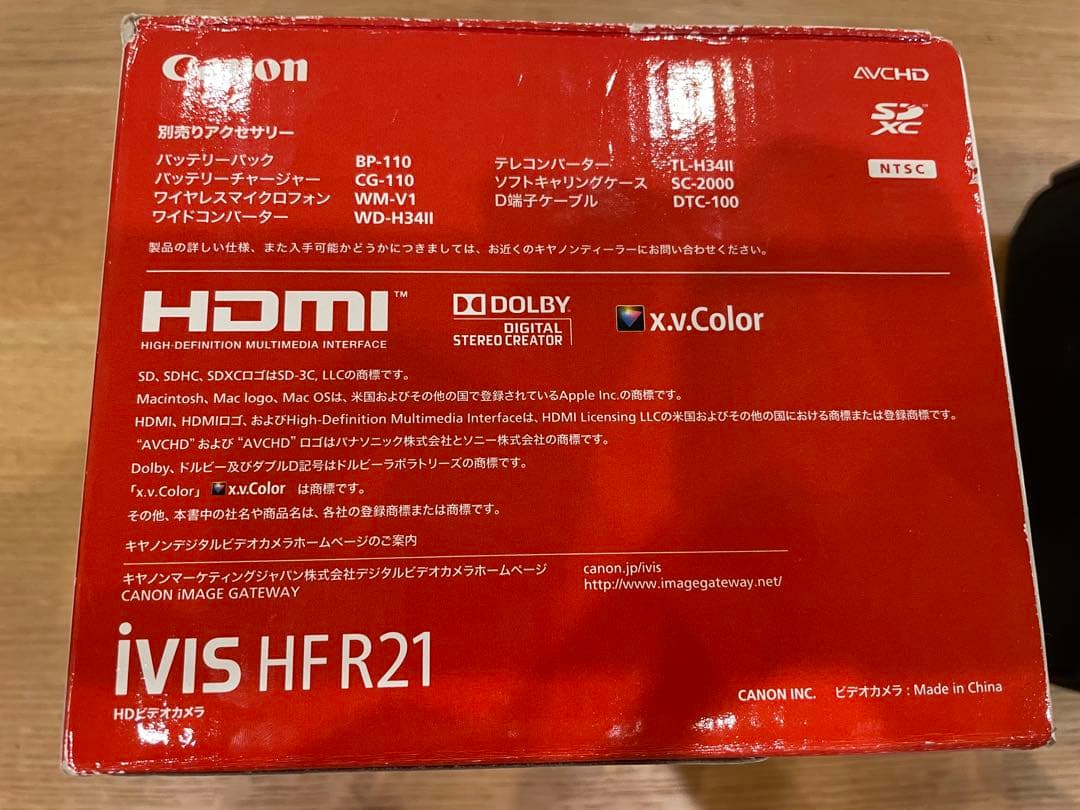 Canon
AVCHD
SD XC
NTSC
別売りアクセサリー
バッテリーパック BP-110
バッテリーチャージャー CG-110
ワイヤレスマイクロフォン WM-V1
ワイドコンバーター WD-H34II
テレコンバーター TL-H34II
ソフトキャリングケース SC-2000
D端子ケーブル DTC-100
製品の詳しい仕様、また入手可能かどうかにつきましては、お近くのキヤノンディーラーにお問い合わせください。
HDMI™
HIGH-DEFINITION MULTIMEDIA INTERFACE
DOLBY
DIGITAL
STEREO CREATOR
x.v.Color
SD、SDHC、SDXCロゴはSD-3C, LLCの商標です。
Macintosh、Mac logo、Mac OSは、米国およびその他の国で登録されているApple Inc.の商標です。
HDMI、HDMIロゴ、およびHigh-Definition Multimedia Interfaceは、HDMI Licensing LLCの米国およびその他の国における商標または登録商標です。
“AVCHD”および“AVCHD”ロゴはパナソニック株式会社とソニー株式会社の商標です。
Dolby、ドルビー及びダブルD記号はドルビーラボラトリーズの商標です。
「x.v.Color」 x.v.Color は商標です。
その他、本書中の社名や商品名は、各社の登録商標または商標です。
キヤノンデジタルビデオカメラホームページのご案内
キヤノンマーケティングジャパン株式会社デジタルビデオカメラホームページ canon.jp/ivis
CANON iMAGE GATEWAY http://www.imagegateway.net/
iVIS HF R21
HDビデオカメラ
CANON INC. ビデオカメラ : Made in China